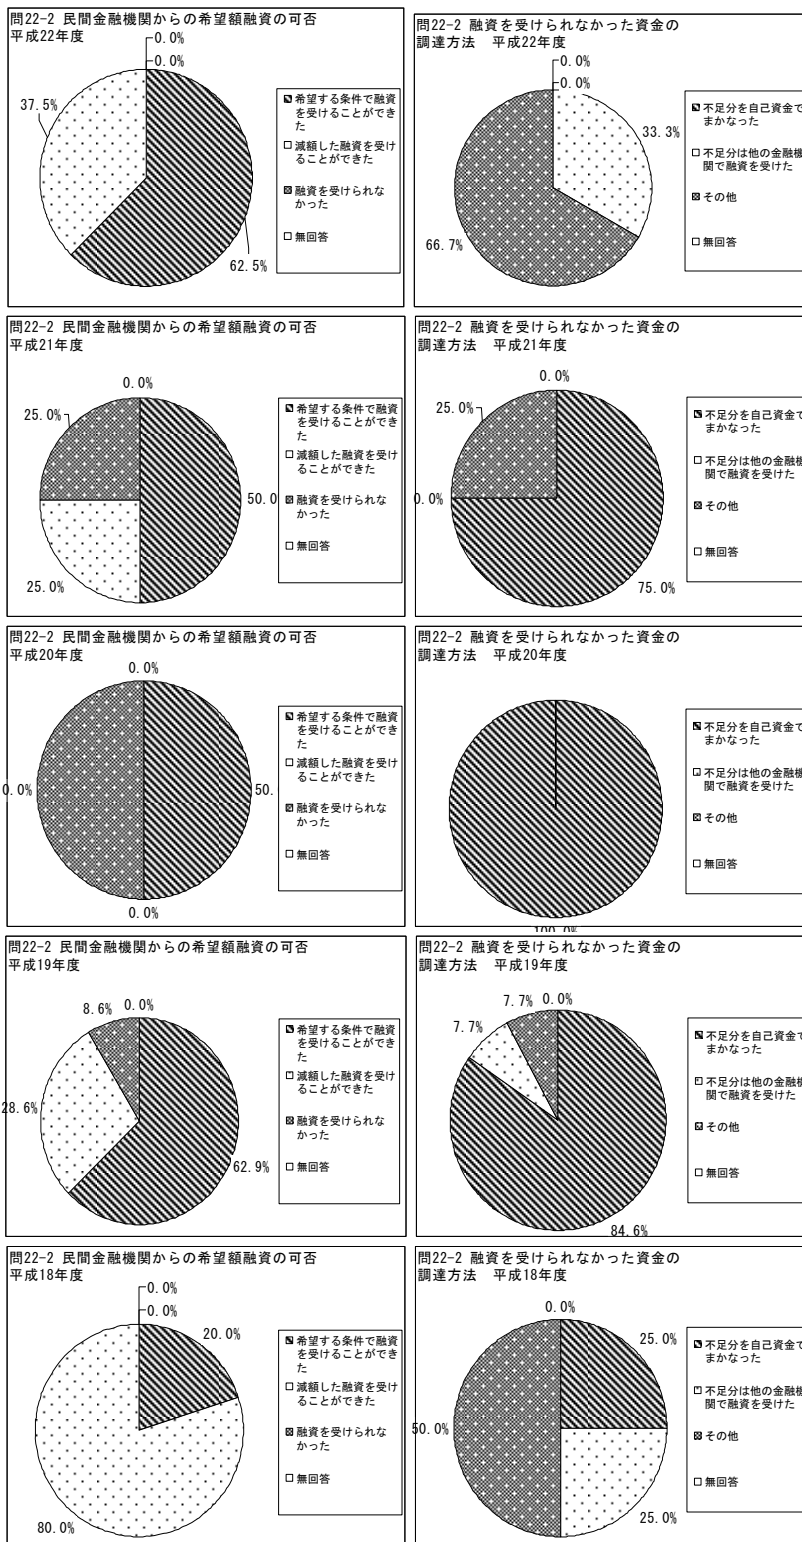 問22-2 民間金融機関からの希望額融資の可否
平成22年度
0.0%
0.0%
37.5%
62.5%
希望する条件で融資
を受けることができ
た
減額した融資を受け
ることができた
融資を受けられな
かった
無回答
問22-2 融資を受けられなかった資金の
調達方法 平成22年度
0.0%
0.0%
33.3%
66.7%
不足分を自己資金で
まかなった
不足分は他の金融機
関で融資を受けた
その他
無回答
問22-2 民間金融機関からの希望額融資の可否
平成21年度
0.0%
25.0%
50.0
25.0%
希望する条件で融資
を受けることができ
た
減額した融資を受け
ることができた
融資を受けられな
かった
無回答
問22-2 融資を受けられなかった資金の
調達方法 平成21年度
0.0%
25.0%
0.0%
75.0%
不足分を自己資金で
まかなった
不足分は他の金融機
関で融資を受けた
その他
無回答
問22-2 民間金融機関からの希望額融資の可否
平成20年度
0.0%
0.0%
50.
0.0%
希望する条件で融資
を受けることができ
た
減額した融資を受け
ることができた
融資を受けられな
かった
無回答
問22-2 融資を受けられなかった資金の
調達方法 平成20年度
100.0%
不足分を自己資金で
まかなった
不足分は他の金融機
関で融資を受けた
その他
無回答
問22-2 民間金融機関からの希望額融資の可否
平成19年度
8.6%
0.0%
28.6%
62.9%
希望する条件で融資
を受けることができ
た
減額した融資を受け
ることができた
融資を受けられな
かった
無回答
問22-2 融資を受けられなかった資金の
調達方法 平成19年度
7.7%
0.0%
7.7%
84.6%
不足分を自己資金で
まかなった
不足分は他の金融機
関で融資を受けた
その他
無回答
問22-2 民間金融機関からの希望額融資の可否
平成18年度
0.0%
0.0%
20.0%
80.0%
希望する条件で融資
を受けることができ
た
減額した融資を受け
ることができた
融資を受けられな
かった
無回答
問22-2 融資を受けられなかった資金の
調達方法 平成18年度
0.0%
25.0%
50.0%
25.0%
不足分を自己資金で
まかなった
不足分は他の金融機
関で融資を受けた
その他
無回答